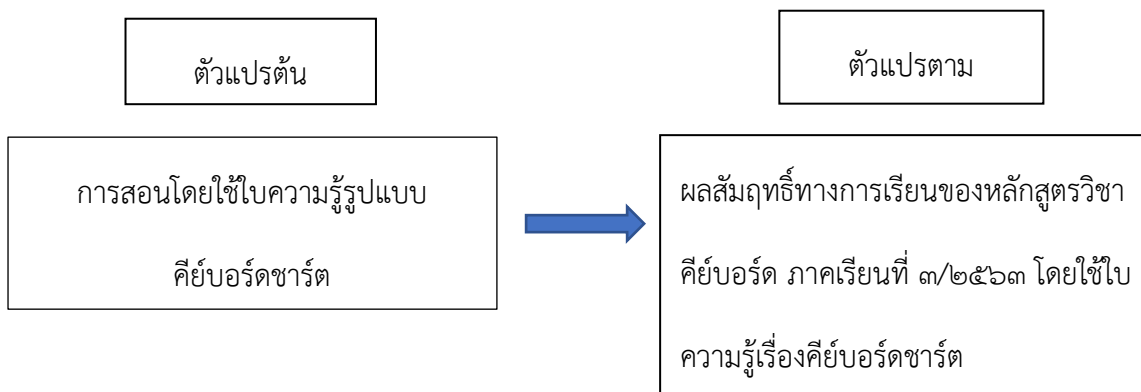 ตัวแปรต้น
ตัวแปรตาม
การสอนโดยใช้ใบความรู้รูปแบบ
คีย์บอร์ดชาร์ต
ผลสัมฤทธิ์ทางการเรียนของหลักสูตรวิชา
คีย์บอร์ด ภาคเรียนที่ ๓/๒๕๖๓ โดยใช้ใบ
ความรู้เรื่องคีย์บอร์ดชาร์ต